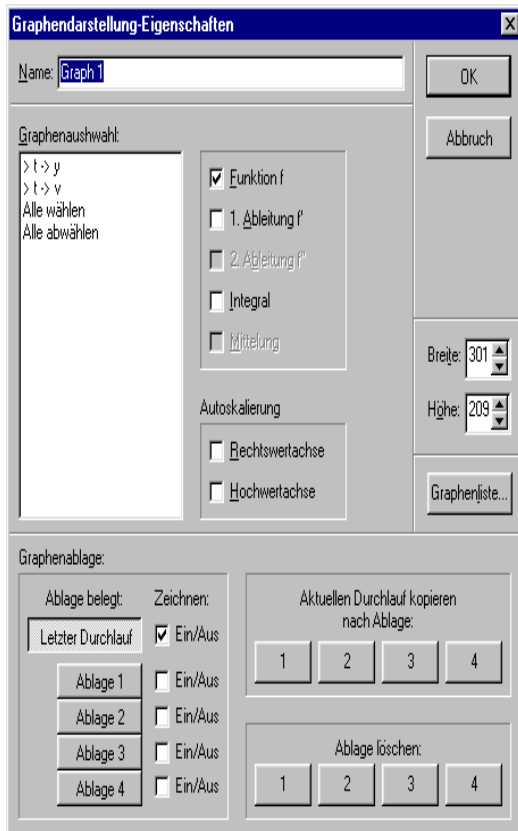 Graphendarstellung-Eigenschaften
Name: Graph 1
OK
Abbruch
Graphenauswahl:
> t -> y
> t -> v
Alle wählen
Alle abwählen
Funktion f
1. Ableitung f'
2. Ableitung f''
Integral
Mittelung
Autoskalierung
Rechtswertachse
Hochwertachse
Breite: 301
Höhe: 209
Graphenliste...
Graphenablage:
Ablage belegt: Zeichnen:
Letzter Durchlauf Ein/Aus
Ablage 1 Ein/Aus
Ablage 2 Ein/Aus
Ablage 3 Ein/Aus
Ablage 4 Ein/Aus
Aktuellen Durchlauf kopieren
nach Ablage:
1 2 3 4
Ablage löschen:
1 2 3 4